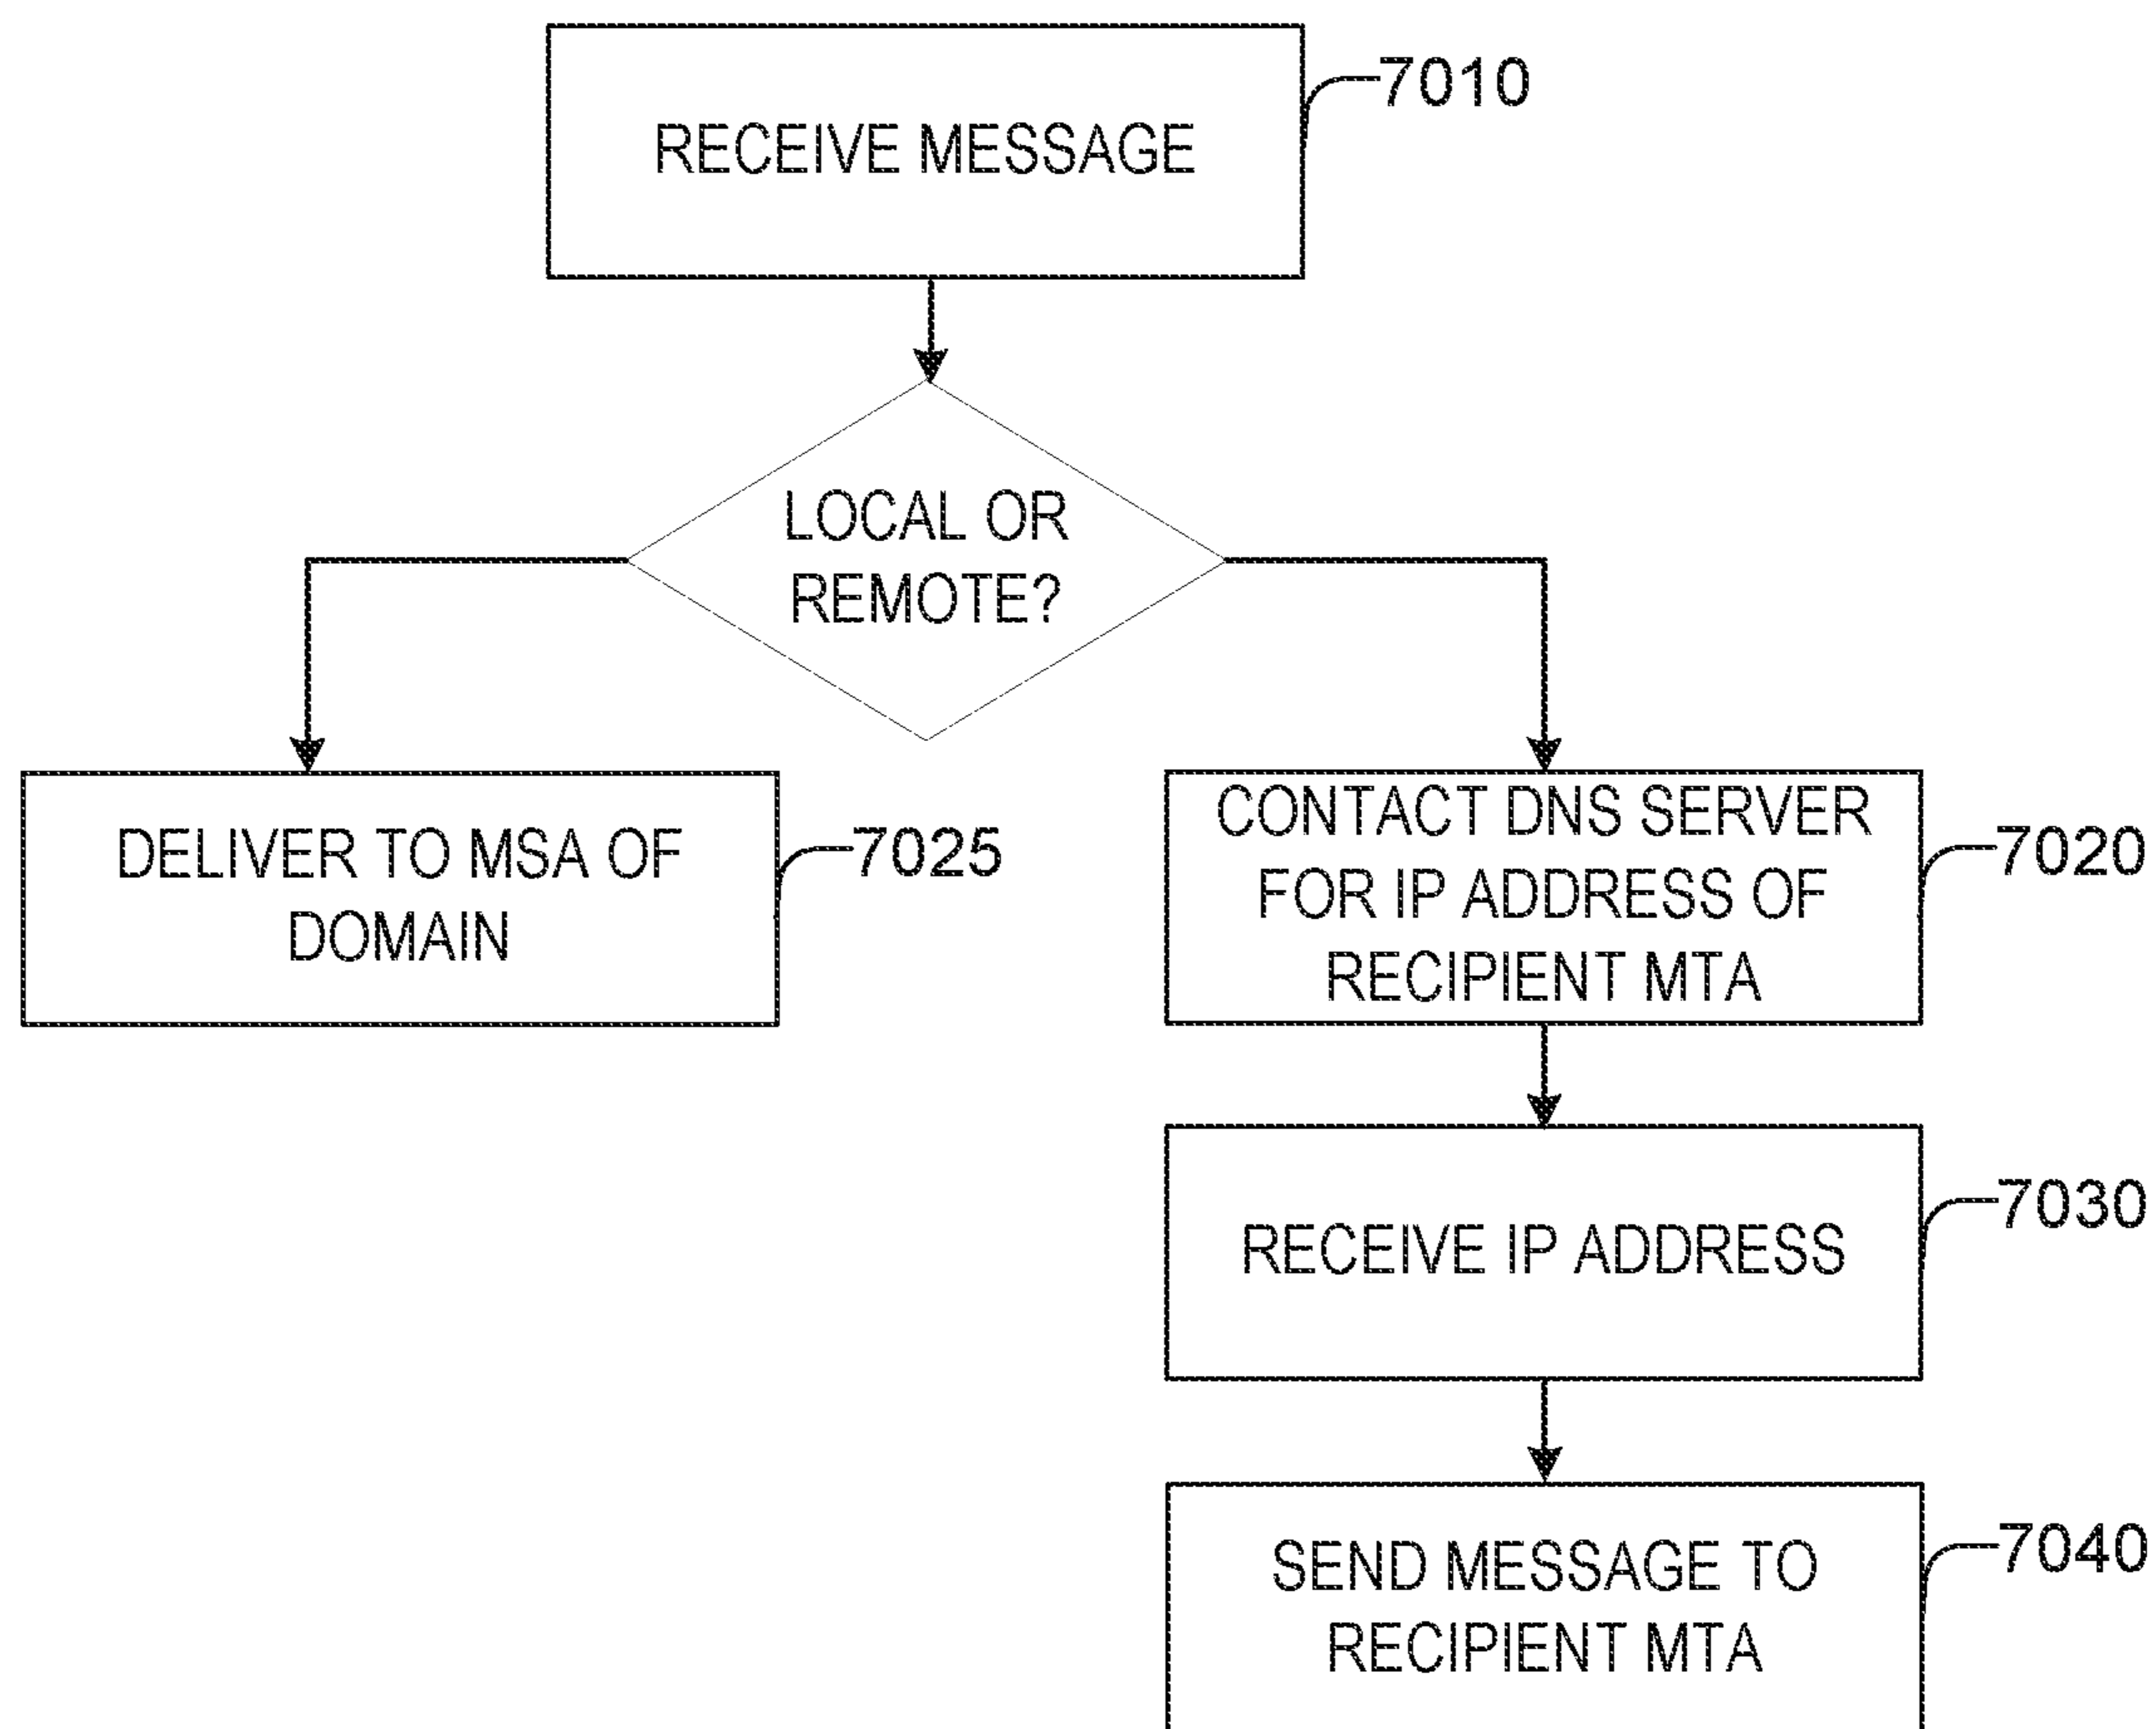 RECEIVE MESSAGE
7010
LOCAL OR
REMOTE?
DELIVER TO MSA OF
DOMAIN
7025
CONTACT DNS SERVER
FOR IP ADDRESS OF
RECIPIENT MTA
7020
RECEIVE IP ADDRESS
7030
SEND MESSAGE TO
RECIPIENT MTA
7040